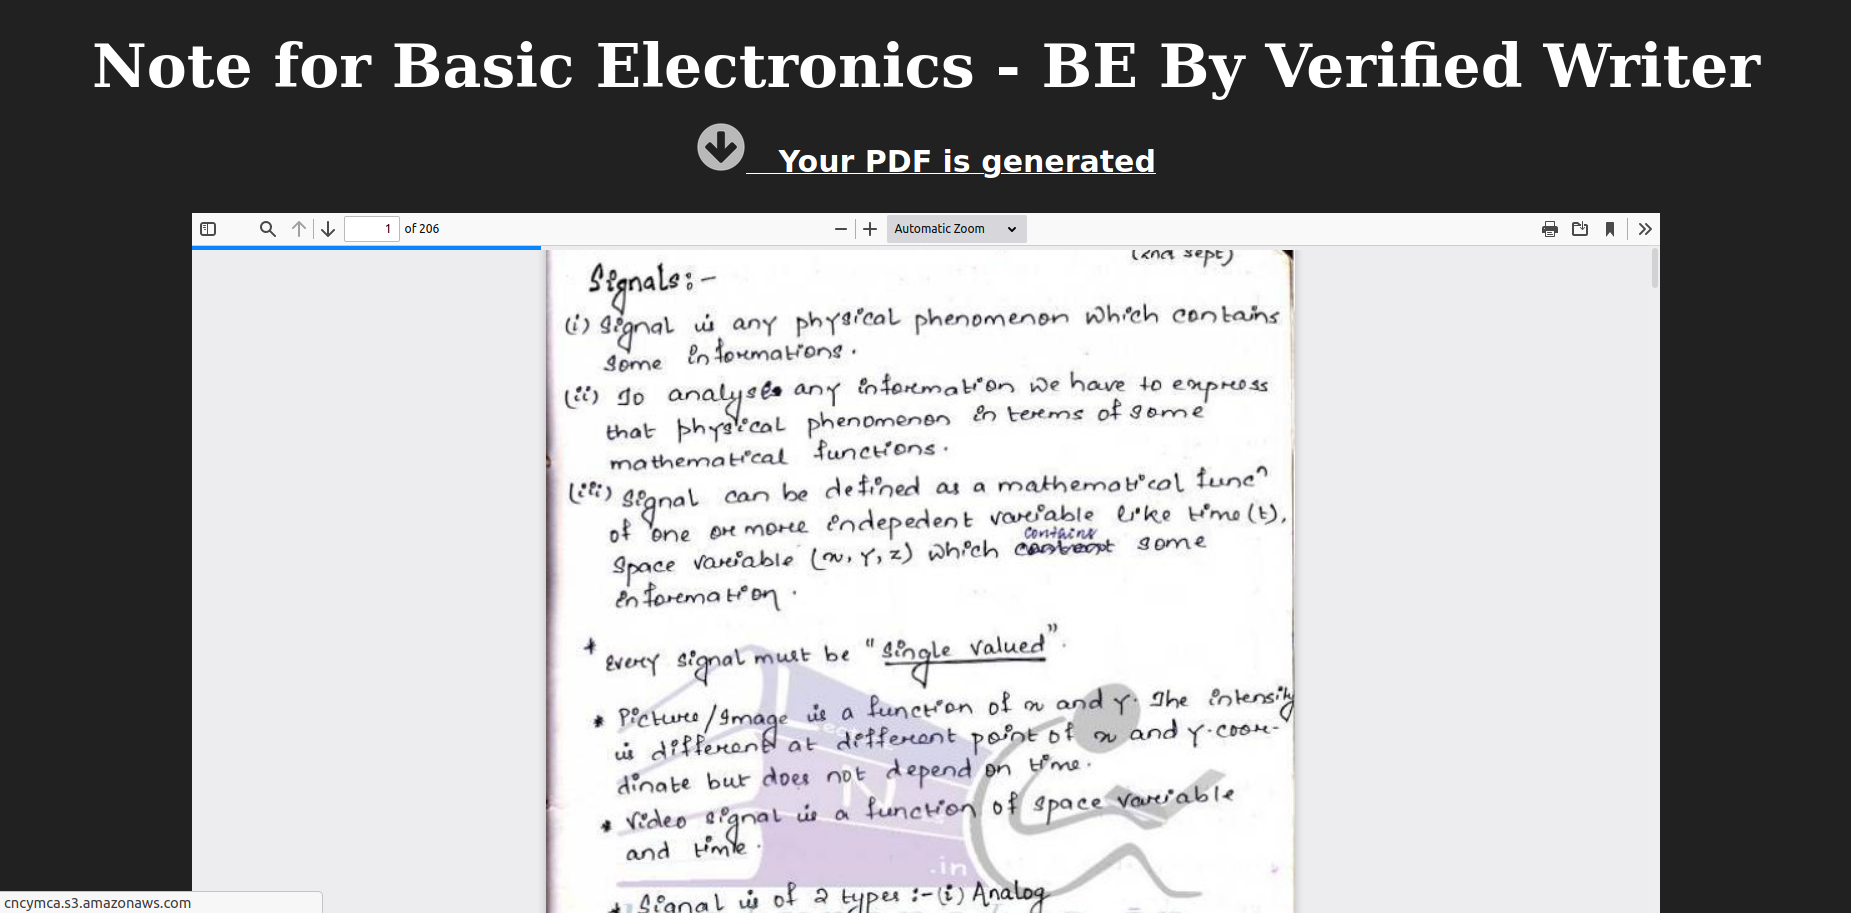 Note for Basic Electronics - BE By Verified Writer
Your PDF is generated
1 of 206
Automatic Zoom
(2nd sept)
Signals:-
(i) Signal is any physical phenomenon which contains
some informations.
(ii) To analyse any information we have to express
that physical phenomenon in terms of some
mathematical functions.
(iii) Signal can be defined as a mathematical funcn
of one or more indepedent variable like time(t),
contains
Space variable (x, Y, z) which some
information.
* Every signal must be "single valued".
* Picture/Image is a function of x and Y. The intensity
is different at different point of x and Y-coor-
dinate but does not depend on time.
* Video signal is a function of space variable
and time.
* Signal is of 2 types :-(i) Analog
.in
cncymca.s3.amazonaws.com